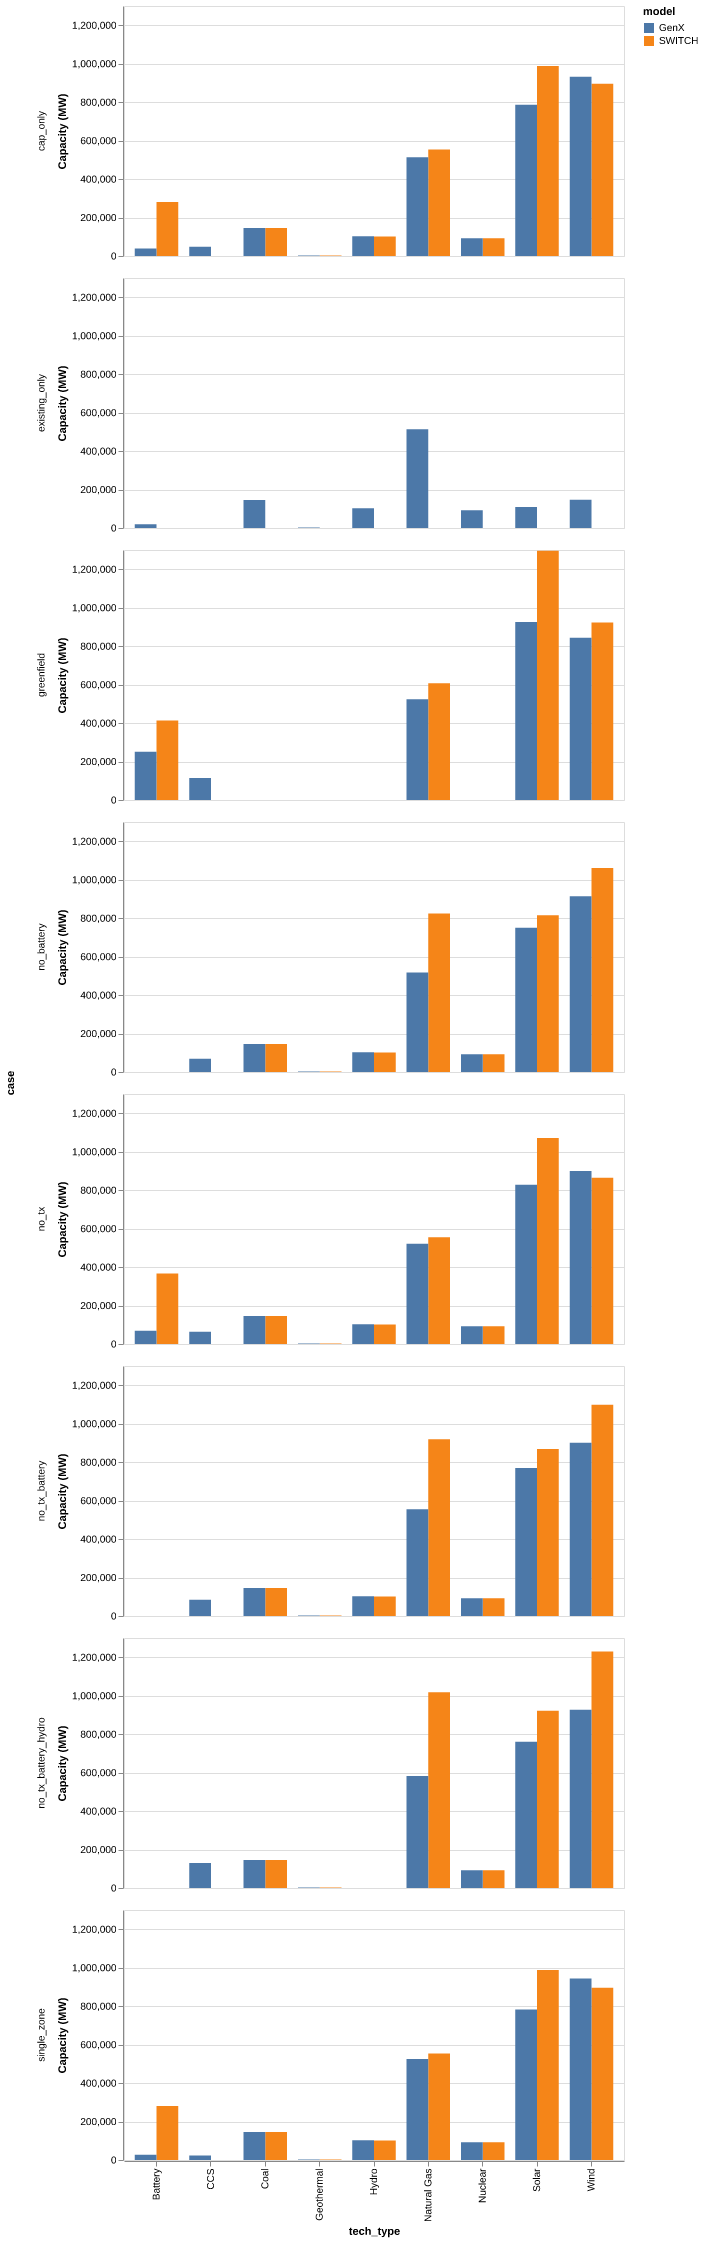 model
GenX
SWITCH
case
cap_only
Capacity (MW)
1,200,000
1,000,000
800,000
600,000
400,000
200,000
0
existing_only
Capacity (MW)
1,200,000
1,000,000
800,000
600,000
400,000
200,000
0
greenfield
Capacity (MW)
1,200,000
1,000,000
800,000
600,000
400,000
200,000
0
no_battery
Capacity (MW)
1,200,000
1,000,000
800,000
600,000
400,000
200,000
0
no_tx
Capacity (MW)
1,200,000
1,000,000
800,000
600,000
400,000
200,000
0
no_tx_battery
Capacity (MW)
1,200,000
1,000,000
800,000
600,000
400,000
200,000
0
no_tx_battery_hydro
Capacity (MW)
1,200,000
1,000,000
800,000
600,000
400,000
200,000
0
single_zone
Capacity (MW)
1,200,000
1,000,000
800,000
600,000
400,000
200,000
0
Battery
CCS
Coal
Geothermal
Hydro
Natural Gas
Nuclear
Solar
Wind
tech_type